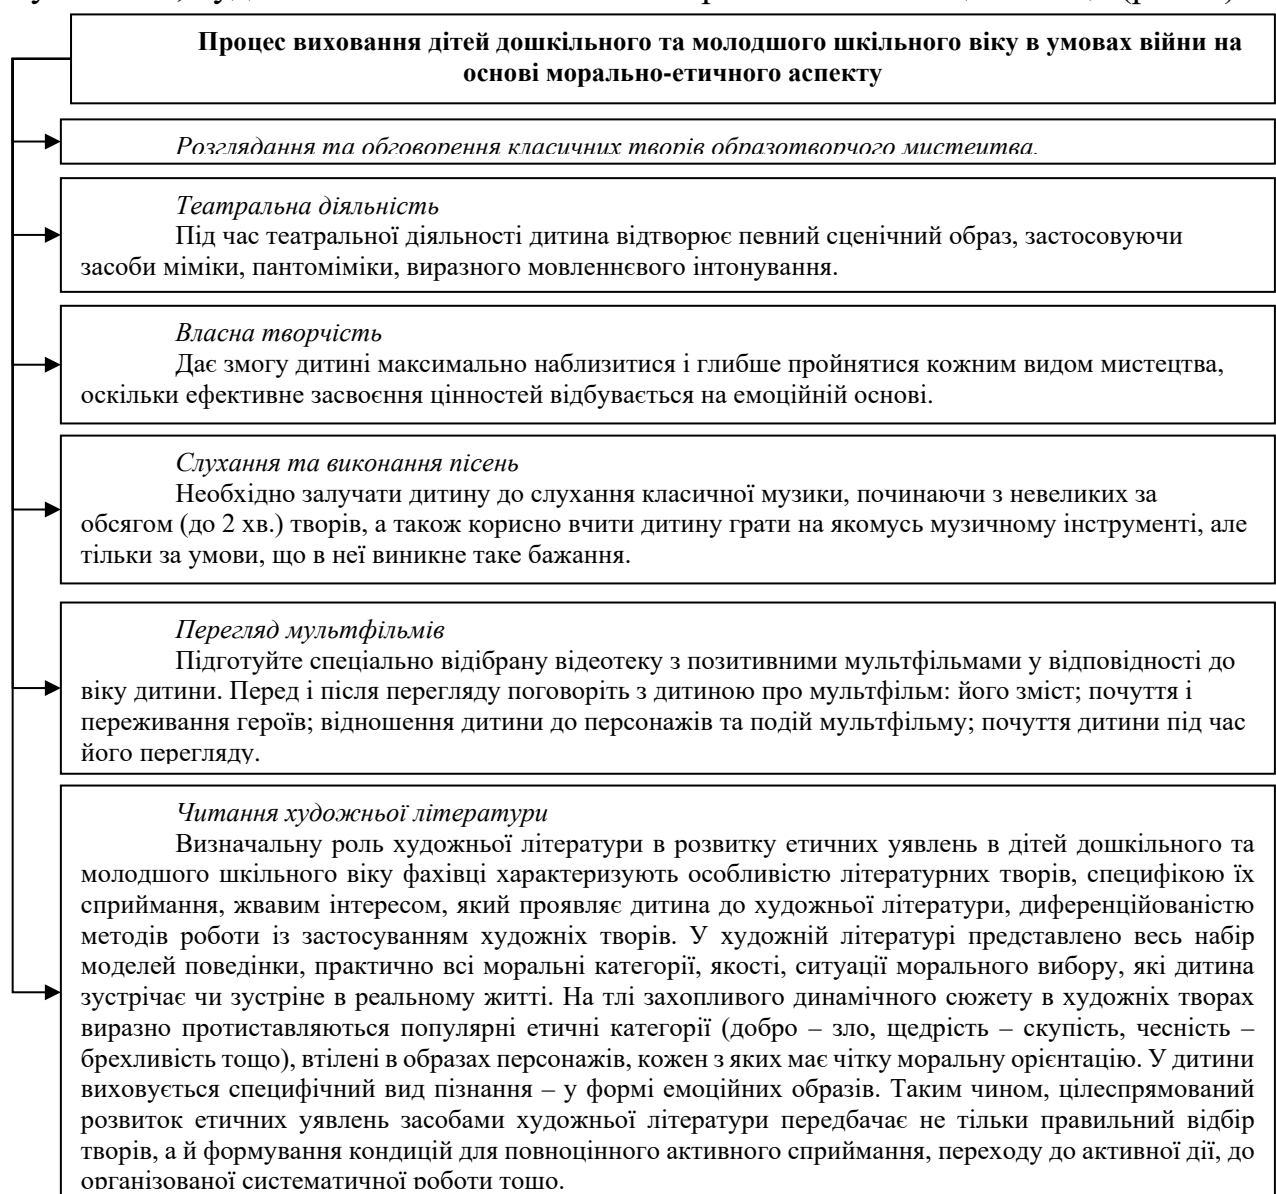 Процес виховання дітей дошкільного та молодшого шкільного віку в умовах війни на
основі морально-етичного аспекту
Розглядання та обговорення класичних творів образотворчого мистецтва.
Театральна діяльність
Під час театральної діяльності дитина відтворює певний сценічний образ, застосовуючи
засоби міміки, пантоміміки, виразного мовленнєвого інтонування.
Власна творчість
Дає змогу дитині максимально наблизитися і глибше пройнятися кожним видом мистецтва,
оскільки ефективне засвоєння цінностей відбувається на емоційній основі.
Слухання та виконання пісень
Необхідно залучати дитину до слухання класичної музики, починаючи з невеликих за
обсягом (до 2 хв.) творів, а також корисно вчити дитину грати на якомусь музичному інструменті, але
тільки за умови, що в неї виникне таке бажання.
Перегляд мультфільмів
Підготуйте спеціально відібрану відеотеку з позитивними мультфільмами у відповідності до
віку дитини. Перед і після перегляду поговоріть з дитиною про мультфільм: його зміст; почуття і
переживання героїв; відношення дитини до персонажів та подій мультфільму; почуття дитини під час
його перегляду.
Читання художньої літератури
Визначальну роль художньої літератури в розвитку етичних уявлень в дітей дошкільного та
молодшого шкільного віку фахівці характеризують особливістю літературних творів, специфікою їх
сприймання, жвавим інтересом, який проявляє дитина до художньої літератури, диференційованістю
методів роботи із застосуванням художніх творів. У художній літературі представлено весь набір
моделей поведінки, практично всі моральні категорії, якості, ситуації морального вибору, які дитина
зустрічає чи зустріне в реальному житті. На тлі захопливого динамічного сюжету в художніх творах
виразно протиставляються популярні етичні категорії (добро – зло, щедрість – скупість, чесність –
брехливість тощо), втілені в образах персонажів, кожен з яких має чітку моральну орієнтацію. У дитини
виховується специфічний вид пізнання – у формі емоційних образів. Таким чином, цілеспрямований
розвиток етичних уявлень засобами художньої літератури передбачає не тільки правильний відбір
творів, а й формування кондицій для повноцінного активного сприймання, переходу до активної дії, до
організованої систематичної роботи тощо.